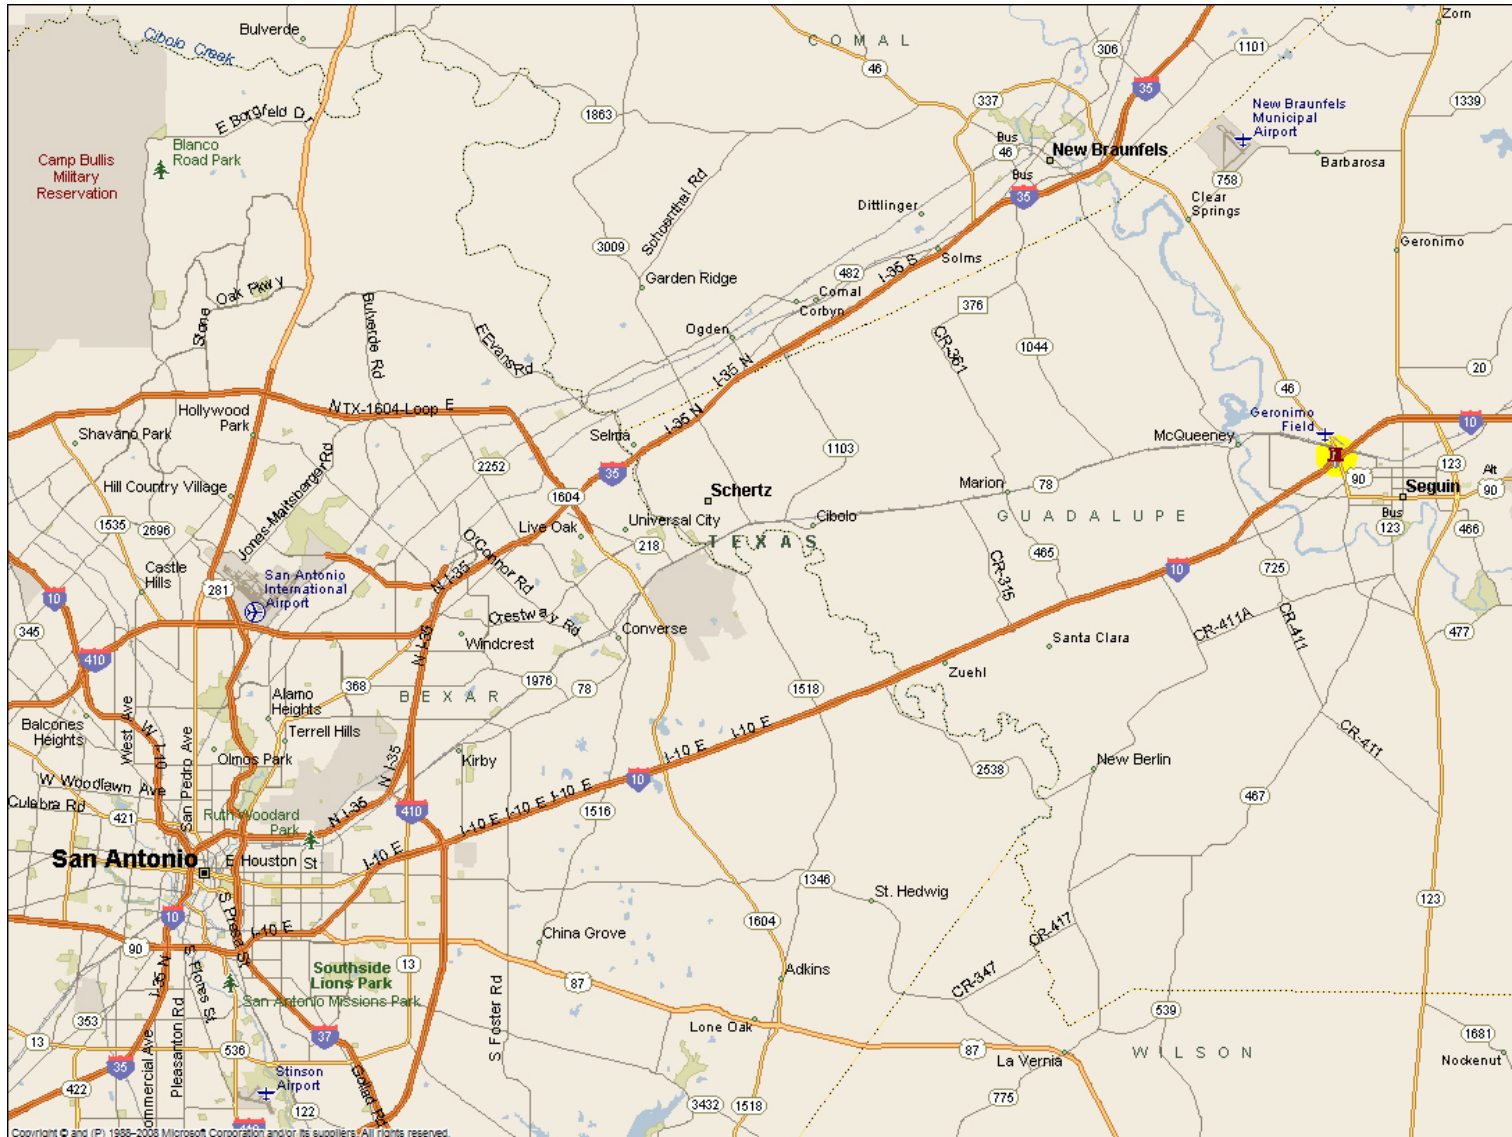 Bulverde
Cibolo Creek
COMAL
Zorn
306
1101
46
35
337
1339
1863
E Borgfeld Dr
Blanco
Road Park
Camp Bullis
Military
Reservation
New Braunfels
Municipal
Airport
Bus
46
New Braunfels
Barbarosa
Bus
35
758
Schoenthal Rd
Dittlinger
Clear
Springs
3009
Geronimo
Solms
482
I-35 S
Garden Ridge
Oak Pkwy
Stone
Bulverde Rd
Comal
Corbyn
376
E Evans Rd
Ogden
CR-361
1044
I-35 N
20
46
N TX-1604-Loop E
Hollywood
Park
I-35 N
Geronimo
Field
10
Shavano Park
Selma
McQueeney
1103
2252
35
123
Alt
90
Jones-Maltsberger Rd
Hill Country Village
1604
Schertz
Marion
78
90
Seguin
Bus
123
466
1535
2696
Live Oak
Universal City
Cibolo
GUADALUPE
218
TEXAS
O'Connor Rd
465
Castle
Hills
San Antonio
International
Airport
281
N I-35
10
CR-315
10
725
345
Crestway Rd
CR-411A
CR-411
477
410
N I-35
Windcrest
Converse
Santa Clara
Zuehl
1976
78
1518
368
BEXAR
Alamo
Heights
Balcones
Heights
West Ave
W I-10
San Pedro Ave
Terrell Hills
Olmos Park
I-10 E
I-10 E
CR-411
N I-35
Kirby
10
2538
New Berlin
W Woodlawn Ave
Culebra Rd
421
467
Ruth Woodard
Park
N I-35
410
I-10 E
I-10 E
I-10 E
1516
San Antonio
E Houston St
I-10 E
1346
St. Hedwig
S Presa St
123
10
1604
CR-417
90
I-10 E
China Grove
13
Southside
Lions Park
San Antonio Missions Park
S Flores St
I-35 N
Adkins
CR-347
87
S Foster Rd
353
Pleasanton Rd
Lone Oak
539
13
37
536
1681
87
La Vernia
WILSON
Nockenut
35
Stinson
Airport
Goliad Rd
422
ommercial Ave
122
3432
1518
775
410
Copyright © and (P) 1988–2008 Microsoft Corporation and/or its suppliers. All rights reserved.